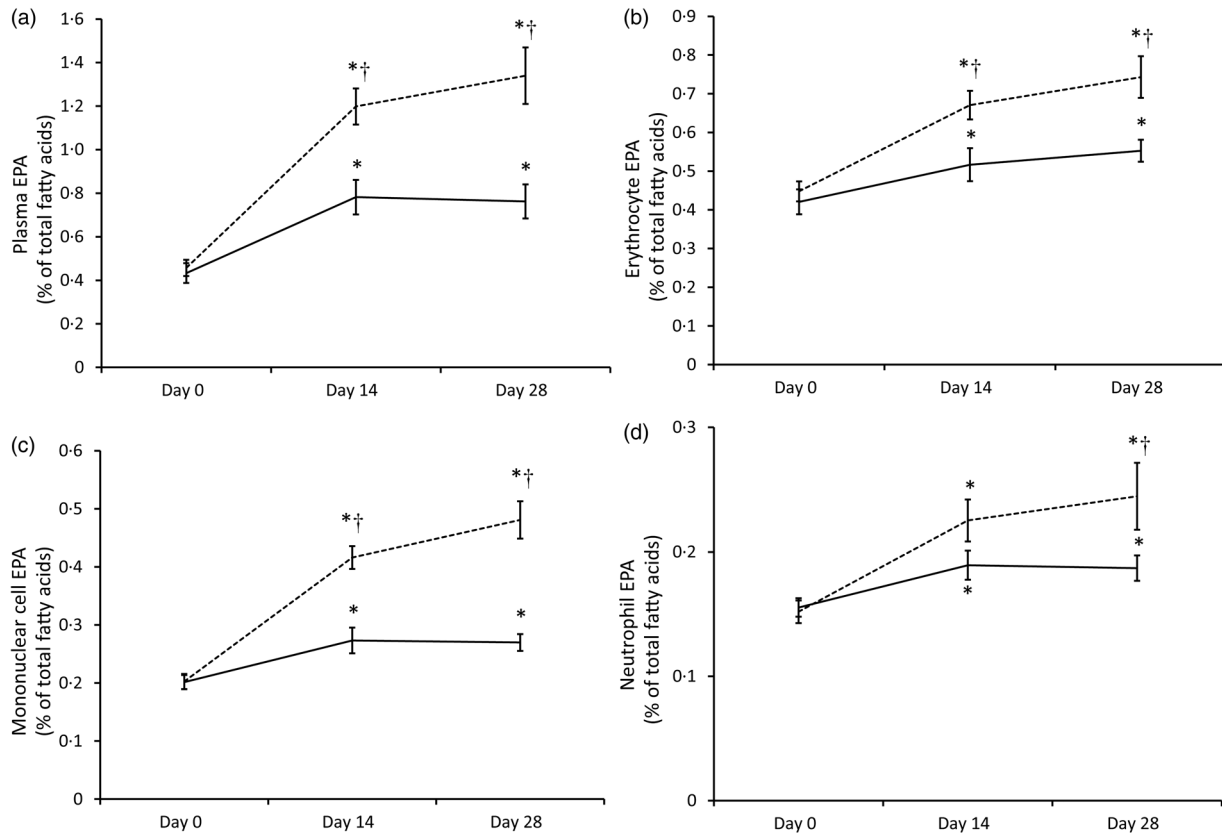 (a)
Plasma EPA
(% of total fatty acids)
1·6
1·4
1·2
1·0
0·8
0·6
0·4
0·2
0
*†
*†
*
*
Day 0 Day 14 Day 28
(b)
Erythrocyte EPA
(% of total fatty acids)
0·9
0·8
0·7
0·6
0·5
0·4
0·3
0·2
0·1
0
*†
*†
*
*
Day 0 Day 14 Day 28
(c)
Mononuclear cell EPA
(% of total fatty acids)
0·6
0·5
0·4
0·3
0·2
0·1
0
*†
*†
*
*
Day 0 Day 14 Day 28
(d)
Neutrophil EPA
(% of total fatty acids)
0·3
0·2
0·1
0
*†
*
*
*
Day 0 Day 14 Day 28